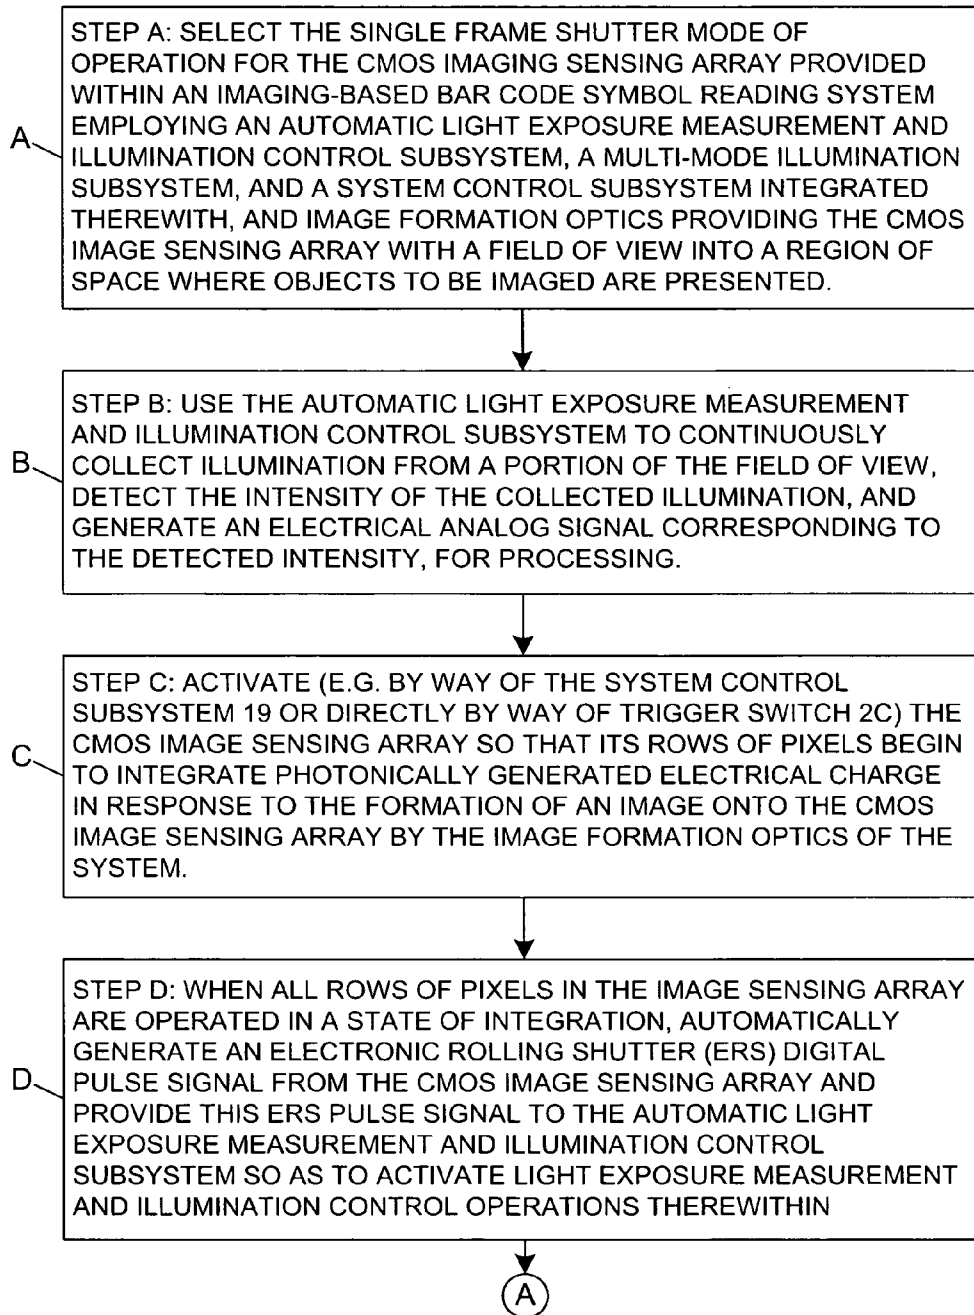 STEP A: SELECT THE SINGLE FRAME SHUTTER MODE OF
OPERATION FOR THE CMOS IMAGING SENSING ARRAY PROVIDED
WITHIN AN IMAGING-BASED BAR CODE SYMBOL READING SYSTEM
EMPLOYING AN AUTOMATIC LIGHT EXPOSURE MEASUREMENT AND
ILLUMINATION CONTROL SUBSYSTEM, A MULTI-MODE ILLUMINATION
SUBSYSTEM, AND A SYSTEM CONTROL SUBSYSTEM INTEGRATED
THEREWITH, AND IMAGE FORMATION OPTICS PROVIDING THE CMOS
IMAGE SENSING ARRAY WITH A FIELD OF VIEW INTO A REGION OF
SPACE WHERE OBJECTS TO BE IMAGED ARE PRESENTED.
A
STEP B: USE THE AUTOMATIC LIGHT EXPOSURE MEASUREMENT
AND ILLUMINATION CONTROL SUBSYSTEM TO CONTINUOUSLY
COLLECT ILLUMINATION FROM A PORTION OF THE FIELD OF VIEW,
DETECT THE INTENSITY OF THE COLLECTED ILLUMINATION, AND
GENERATE AN ELECTRICAL ANALOG SIGNAL CORRESPONDING TO
THE DETECTED INTENSITY, FOR PROCESSING.
B
STEP C: ACTIVATE (E.G. BY WAY OF THE SYSTEM CONTROL
SUBSYSTEM 19 OR DIRECTLY BY WAY OF TRIGGER SWITCH 2C) THE
CMOS IMAGE SENSING ARRAY SO THAT ITS ROWS OF PIXELS BEGIN
TO INTEGRATE PHOTONICALLY GENERATED ELECTRICAL CHARGE
IN RESPONSE TO THE FORMATION OF AN IMAGE ONTO THE CMOS
IMAGE SENSING ARRAY BY THE IMAGE FORMATION OPTICS OF THE
SYSTEM.
C
STEP D: WHEN ALL ROWS OF PIXELS IN THE IMAGE SENSING ARRAY
ARE OPERATED IN A STATE OF INTEGRATION, AUTOMATICALLY
GENERATE AN ELECTRONIC ROLLING SHUTTER (ERS) DIGITAL
PULSE SIGNAL FROM THE CMOS IMAGE SENSING ARRAY AND
PROVIDE THIS ERS PULSE SIGNAL TO THE AUTOMATIC LIGHT
EXPOSURE MEASUREMENT AND ILLUMINATION CONTROL
SUBSYSTEM SO AS TO ACTIVATE LIGHT EXPOSURE MEASUREMENT
AND ILLUMINATION CONTROL OPERATIONS THEREWITHIN
D
A